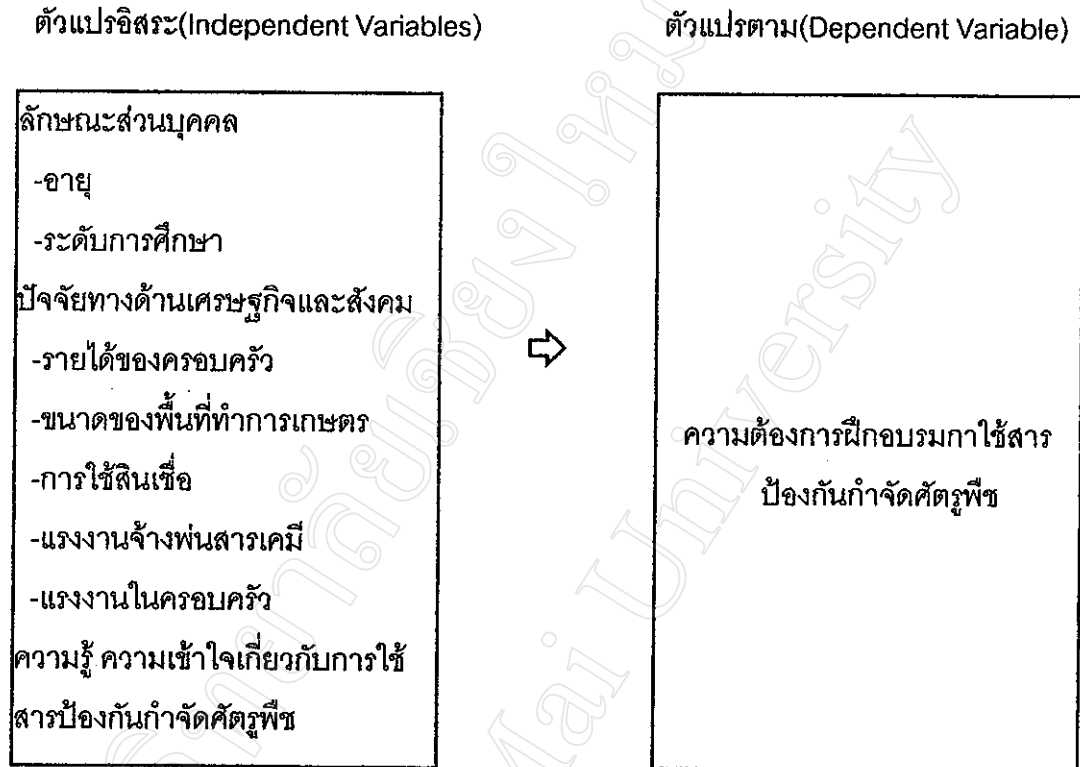 ตัวแปรอิสระ(Independent Variables)
ตัวแปรตาม(Dependent Variable)
ลักษณะส่วนบุคคล
-อายุ
-ระดับการศึกษา
ปัจจัยทางด้านเศรษฐกิจและสังคม
-รายได้ของครอบครัว
-ขนาดของพื้นที่ทำการเกษตร
-การใช้สินเชื่อ
-แรงงานจ้างพ่นสารเคมี
-แรงงานในครอบครัว
ความรู้ ความเข้าใจเกี่ยวกับการใช้
สารป้องกันกำจัดศัตรูพืช
ความต้องการฝึกอบรมกาใช้สาร
ป้องกันกำจัดศัตรูพืช